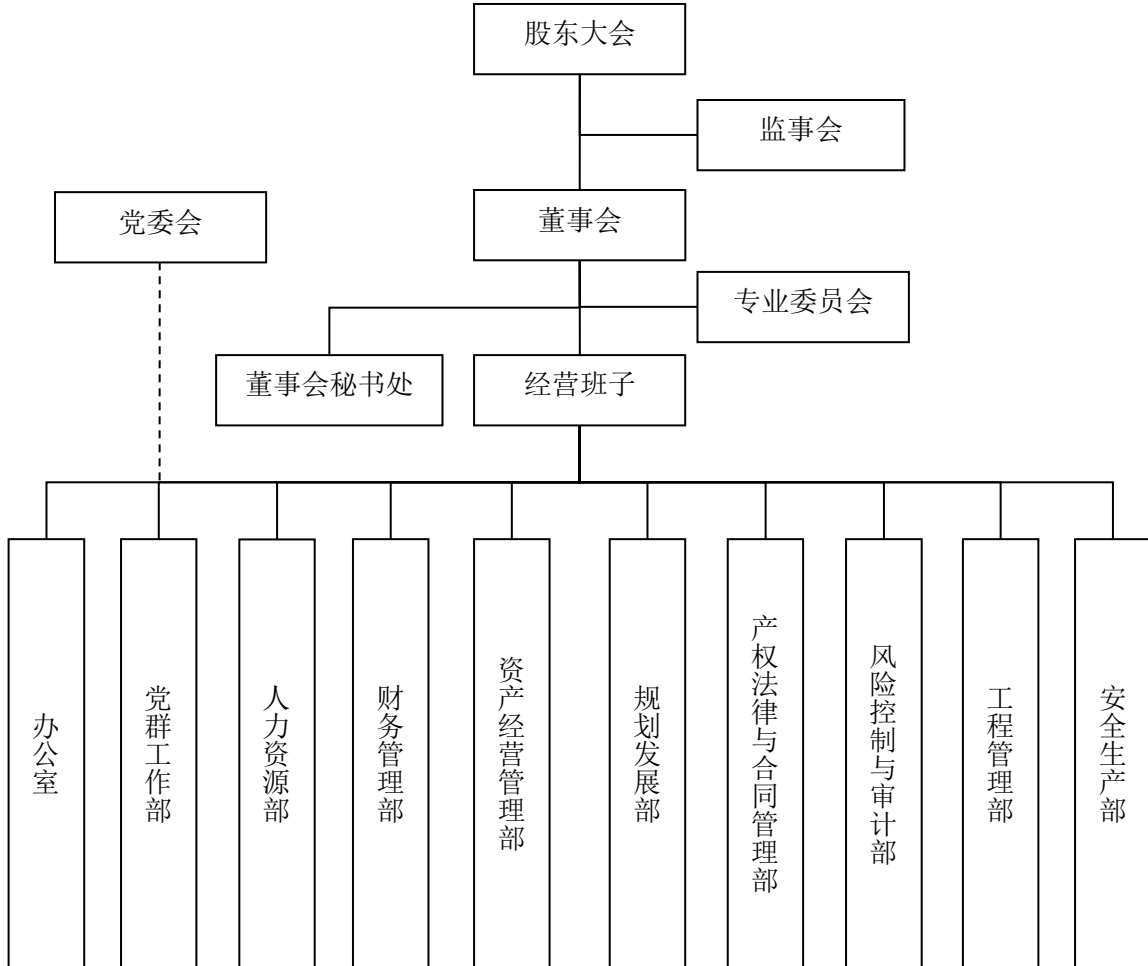 股东大会
监事会
党委会
董事会
专业委员会
董事会秘书处
经营班子
办公室
党群工作部
人力资源部
财务管理部
资产经营管理部
规划发展部
产权法律与合同管理部
风险控制与审计部
工程管理部
安全生产部